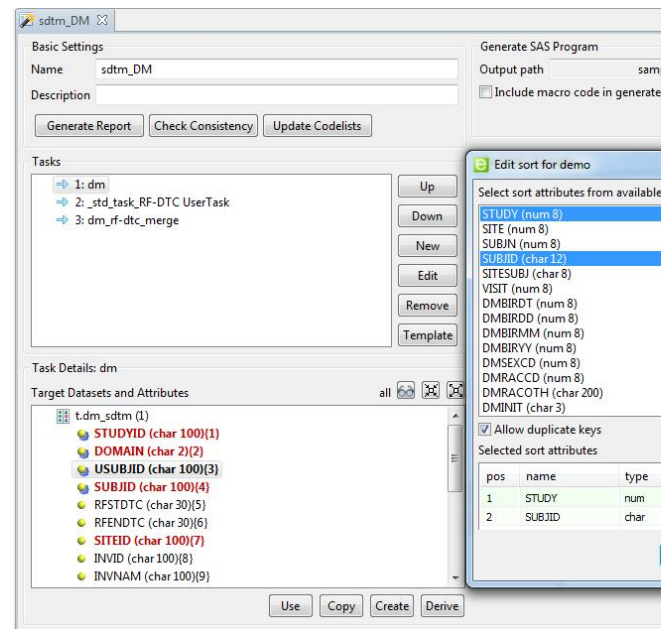 sdtm_DM
Basic Settings
Name sdtm_DM
Description
Generate Report Check Consistency Update Codelists
Generate SAS Program
Output path sam
Include macro code in generate
Tasks
1: dm
2: _std_task_RF-DTC UserTask
3: dm_rf-dtc_merge
Up
Down
New
Edit
Remove
Template
Task Details: dm
Target Datasets and Attributes all
t.dm_sdtm (1)
STUDYID (char 100){1}
DOMAIN (char 2){2}
USUBJID (char 100){3}
SUBJID (char 100){4}
RFSTDTC (char 30){5}
RFENDTC (char 30){6}
SITEID (char 100){7}
INVID (char 100){8}
INVNAM (char 100){9}
Use Copy Create Derive
Edit sort for demo
Select sort attributes from available
STUDY (num 8)
SITE (num 8)
SUBJN (num 8)
SUBJID (char 12)
SITESUBJ (char 8)
VISIT (num 8)
DMBIRDT (num 8)
DMBIRDD (num 8)
DMBIRMM (num 8)
DMBIRYY (num 8)
DMSEXCD (num 8)
DMRACCD (num 8)
DMRACOTH (char 200)
DMINIT (char 3)
Allow duplicate keys
Selected sort attributes
pos name type
1 STUDY num
2 SUBJID char